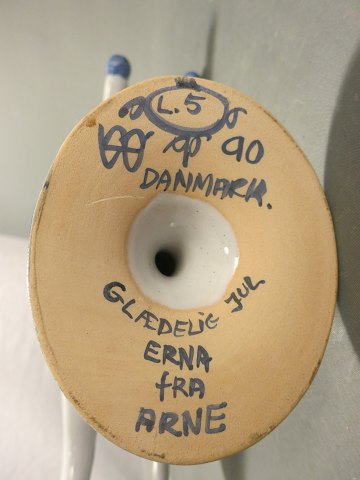 L.5
90
DANMARK.
GLÆDELIG JUL
ERNA
FRA
ARNE